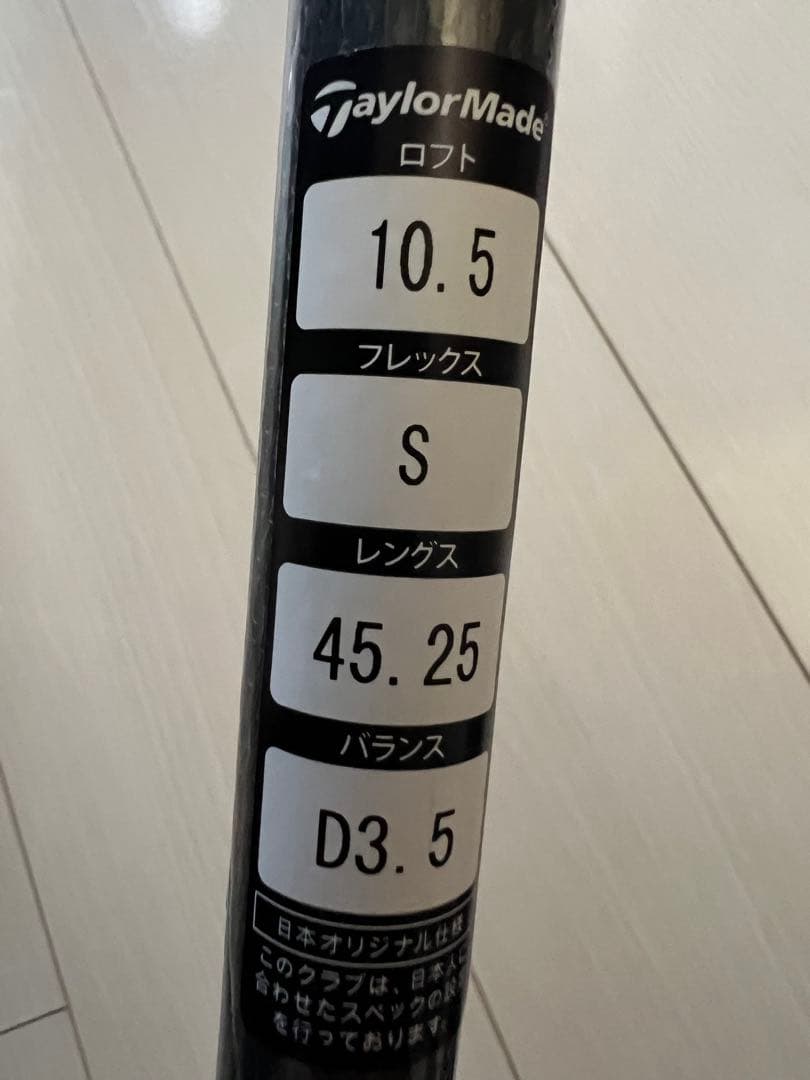 TaylorMade
ロフト
10.5
フレックス
S
レングス
45.25
バランス
D3.5
日本オリジナル仕様
このクラブは、日本人に
合わせたスペックの設
を行っております。